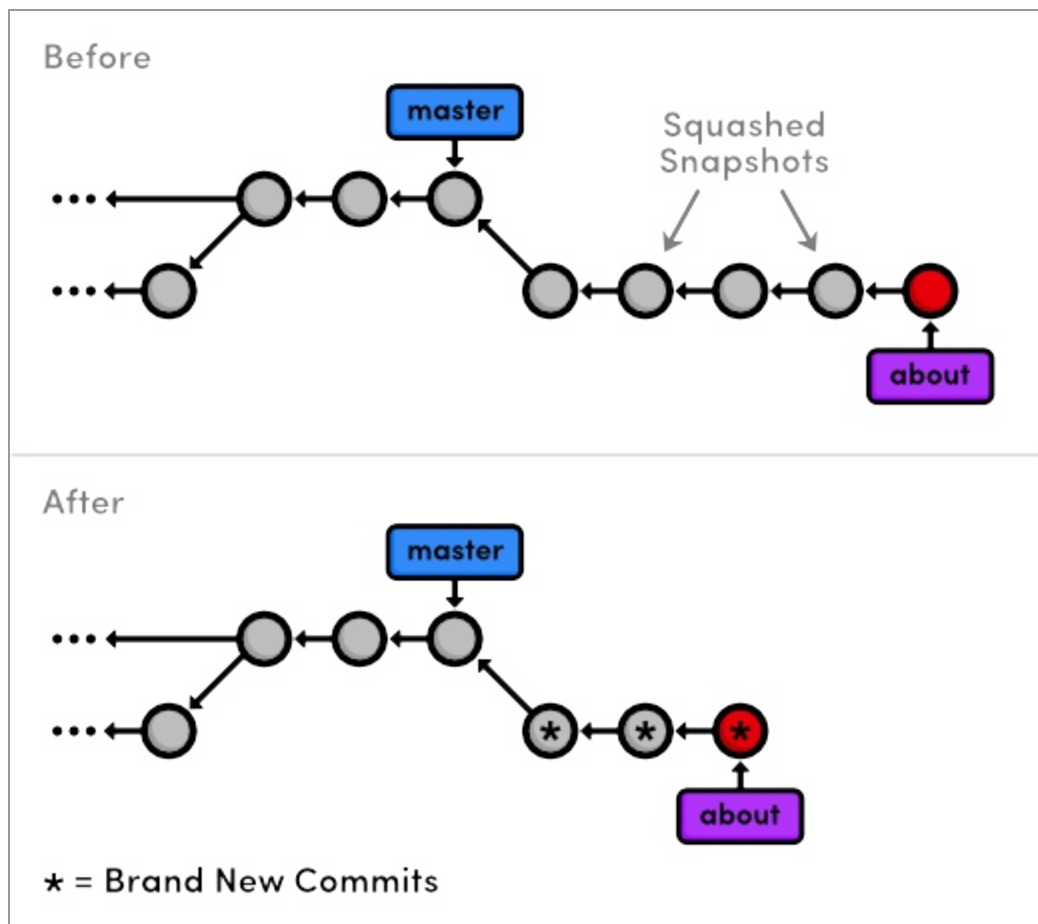 Before
master
Squashed
Snapshots
about
After
master
*
*
*
about
* = Brand New Commits